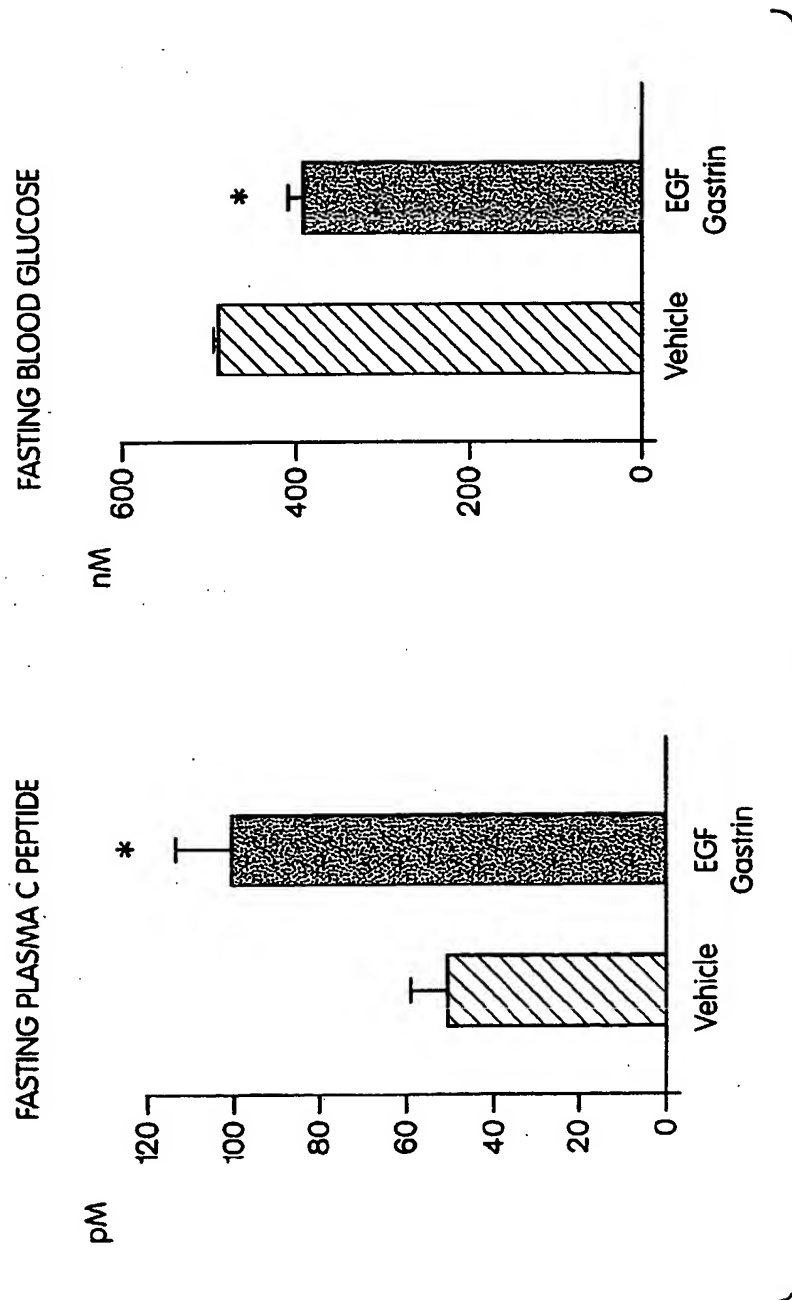 FASTING PLASMA C PEPTIDE
pM
120
100
80
60
40
20
0
*
Vehicle
EGF
Gastrin
FASTING BLOOD GLUCOSE
nM
600
400
200
0
*
Vehicle
EGF
Gastrin